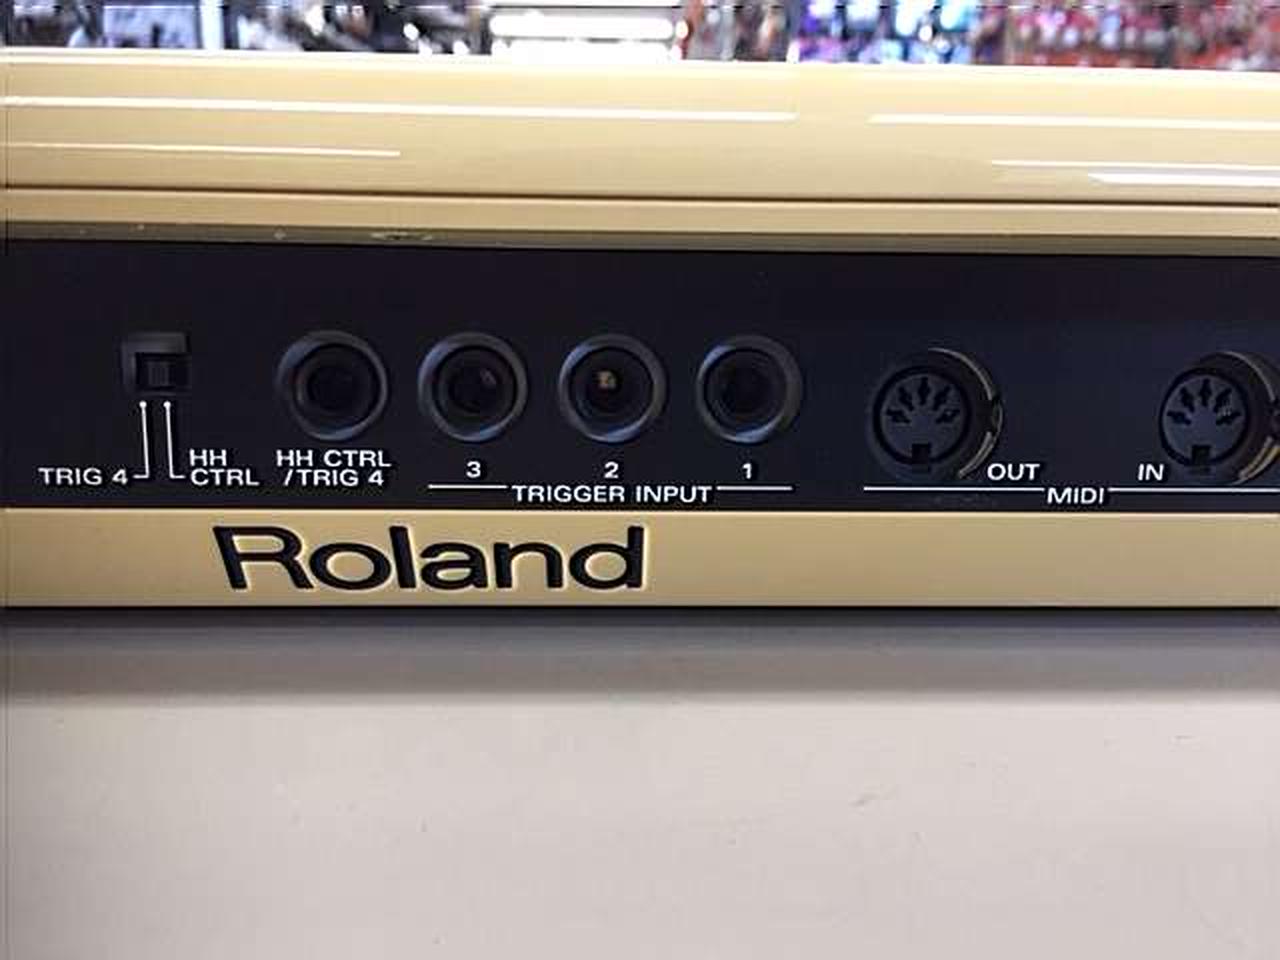 TRIG 4
HH
CTRL
HH CTRL
/TRIG 4
3
2
1
TRIGGER INPUT
OUT
IN
MIDI
Roland